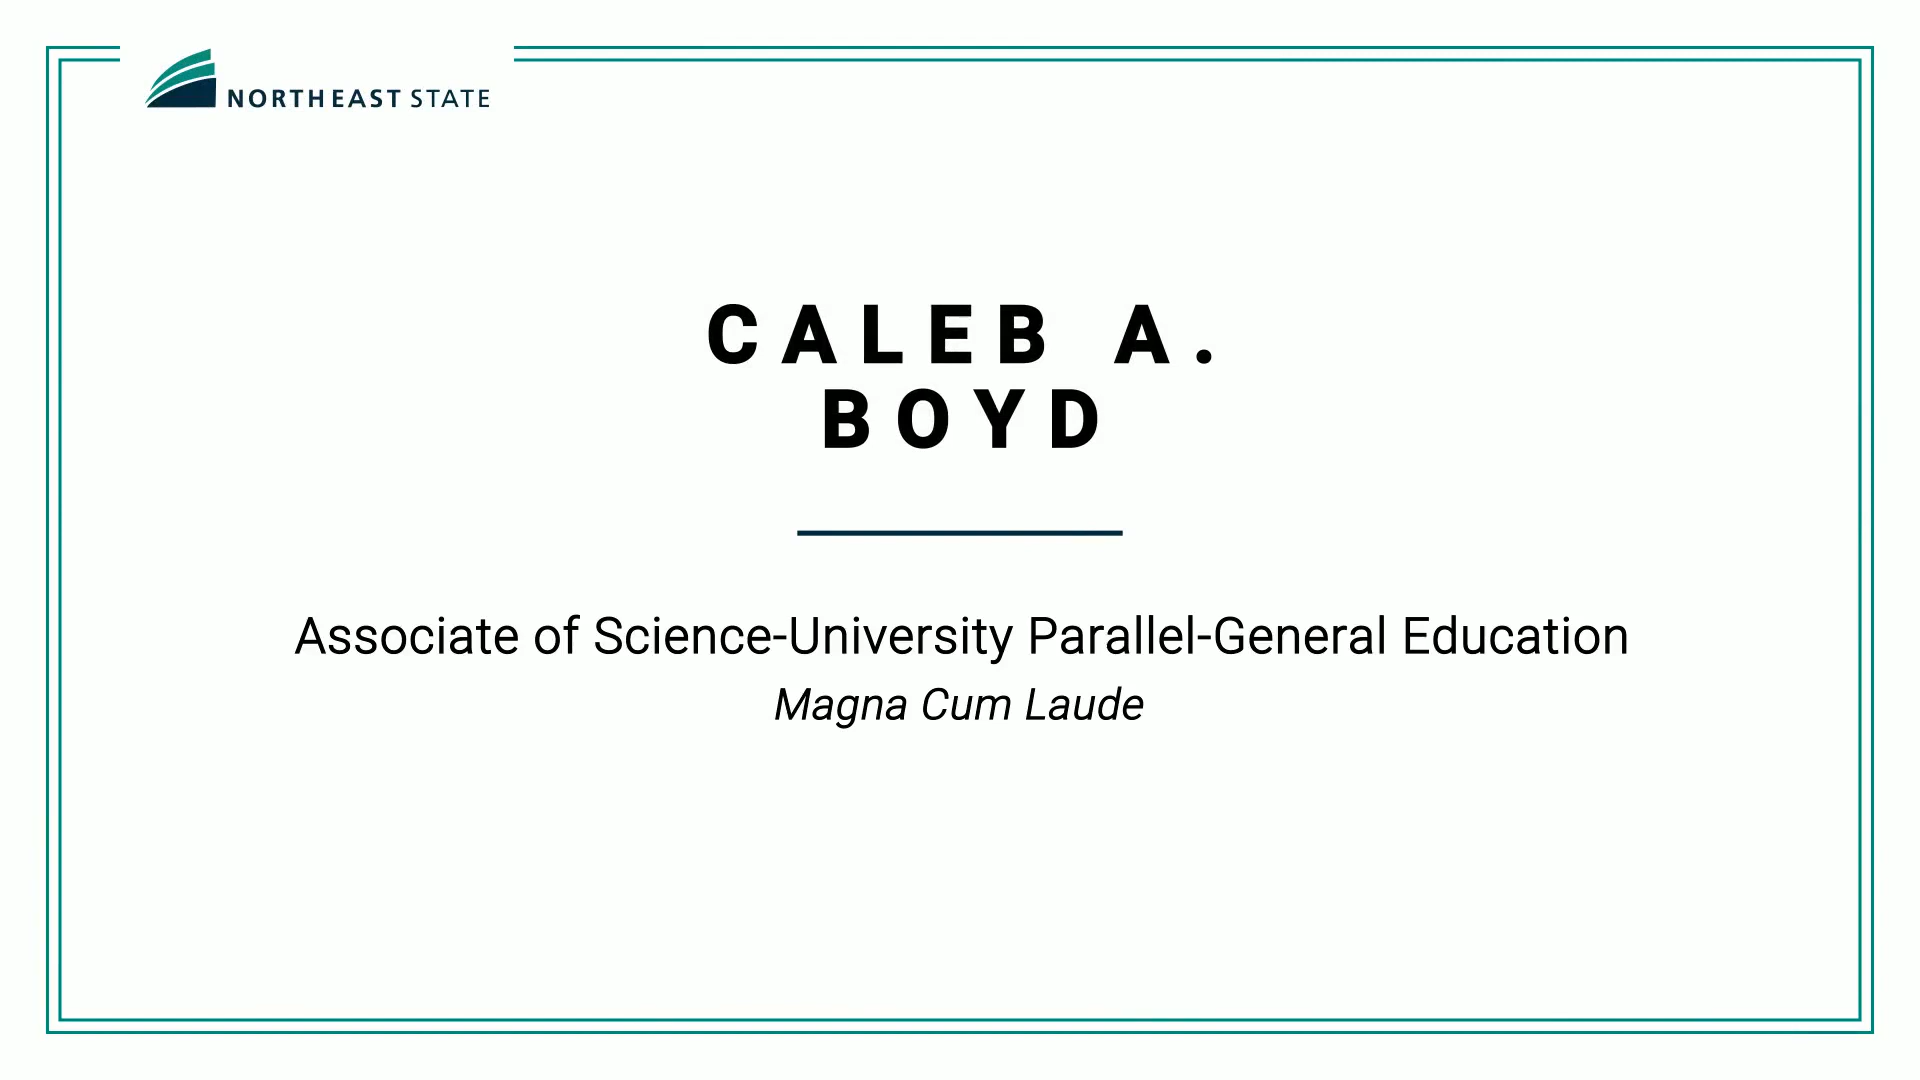 NORTHEAST STATE
CALEB A.
BOYD
Associate of Science-University Parallel-General Education
Magna Cum Laude